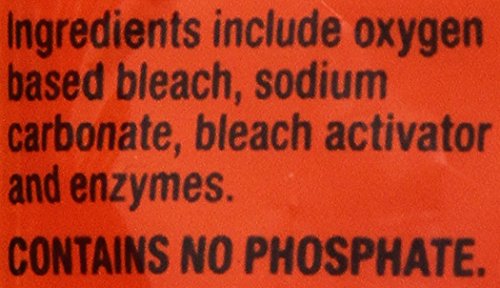 Ingredients include oxygen
based bleach, sodium
carbonate, bleach activator
and enzymes.
CONTAINS NO PHOSPHATE.